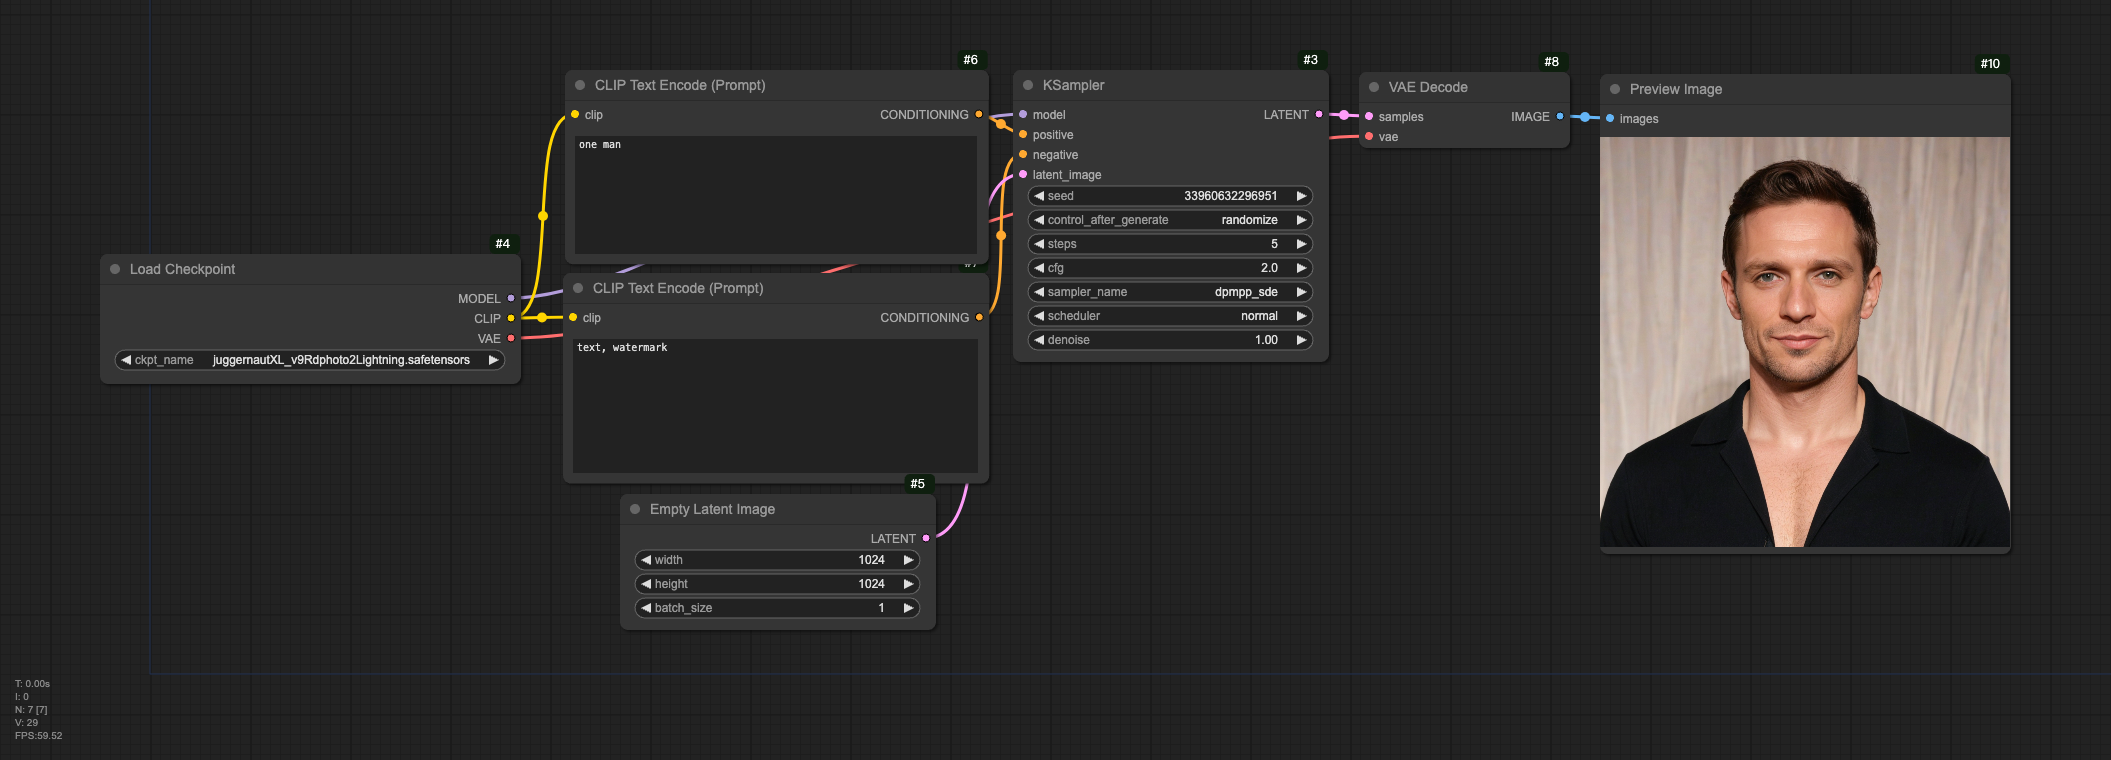 #4
Load Checkpoint
MODEL
CLIP
VAE
ckpt_name juggernautXL_v9Rdphoto2Lightning.safetensors
#6
CLIP Text Encode (Prompt)
clip CONDITIONING
one man
CLIP Text Encode (Prompt)
clip CONDITIONING
text, watermark
#5
Empty Latent Image
LATENT
width 1024
height 1024
batch_size 1
#3
KSampler
model LATENT
positive
negative
latent_image
seed 33960632296951
control_after_generate randomize
steps 5
cfg 2.0
sampler_name dpmpp_sde
scheduler normal
denoise 1.00
#8
VAE Decode
samples IMAGE
vae
#10
Preview Image
images
T: 0.00s
I: 0
N: 7 [7]
V: 29
FPS:59.52